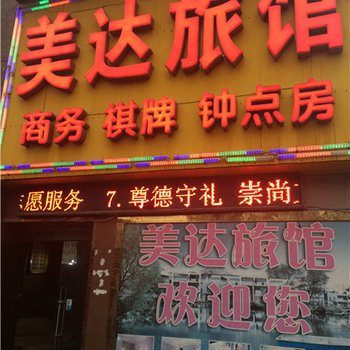 美达旅馆
商务 棋牌 钟点房
愿服务 7.尊德守礼 崇尚
美达旅馆
欢迎您